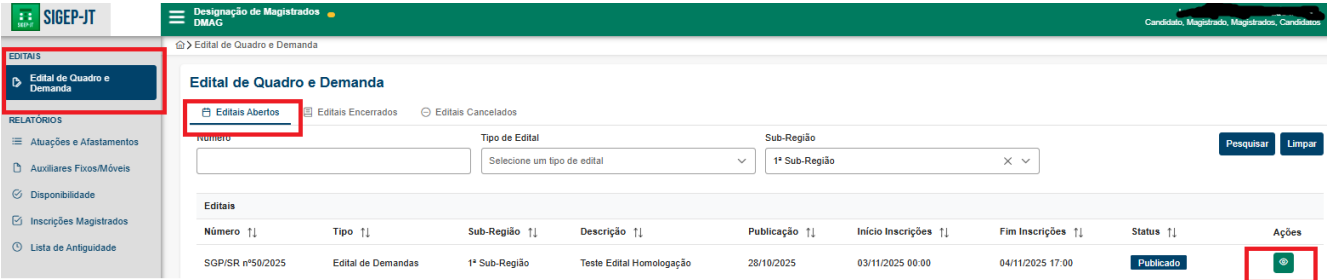 SIGEP-JT
SIGEP-JT
Designação de Magistrados
DMAG
Candidato, Magistrado, Magistrados, Candidatos
Edital de Quadro e Demanda
EDITAIS
Edital de Quadro e
Demanda
RELATÓRIOS
Atuações e Afastamentos
Auxiliares Fixos/Móveis
Disponibilidade
Inscrições Magistrados
Lista de Antiguidade
Edital de Quadro e Demanda
Editais Abertos Editais Encerrados Editais Cancelados
Número Tipo de Edital Sub-Região
Selecione um tipo de edital 1ª Sub-Região Pesquisar Limpar
Editais
Número Tipo Sub-Região Descrição Publicação Início Inscrições Fim Inscrições Status Ações
SGP/SR nº50/2025 Edital de Demandas 1ª Sub-Região Teste Edital Homologação 28/10/2025 03/11/2025 00:00 04/11/2025 17:00 Publicado